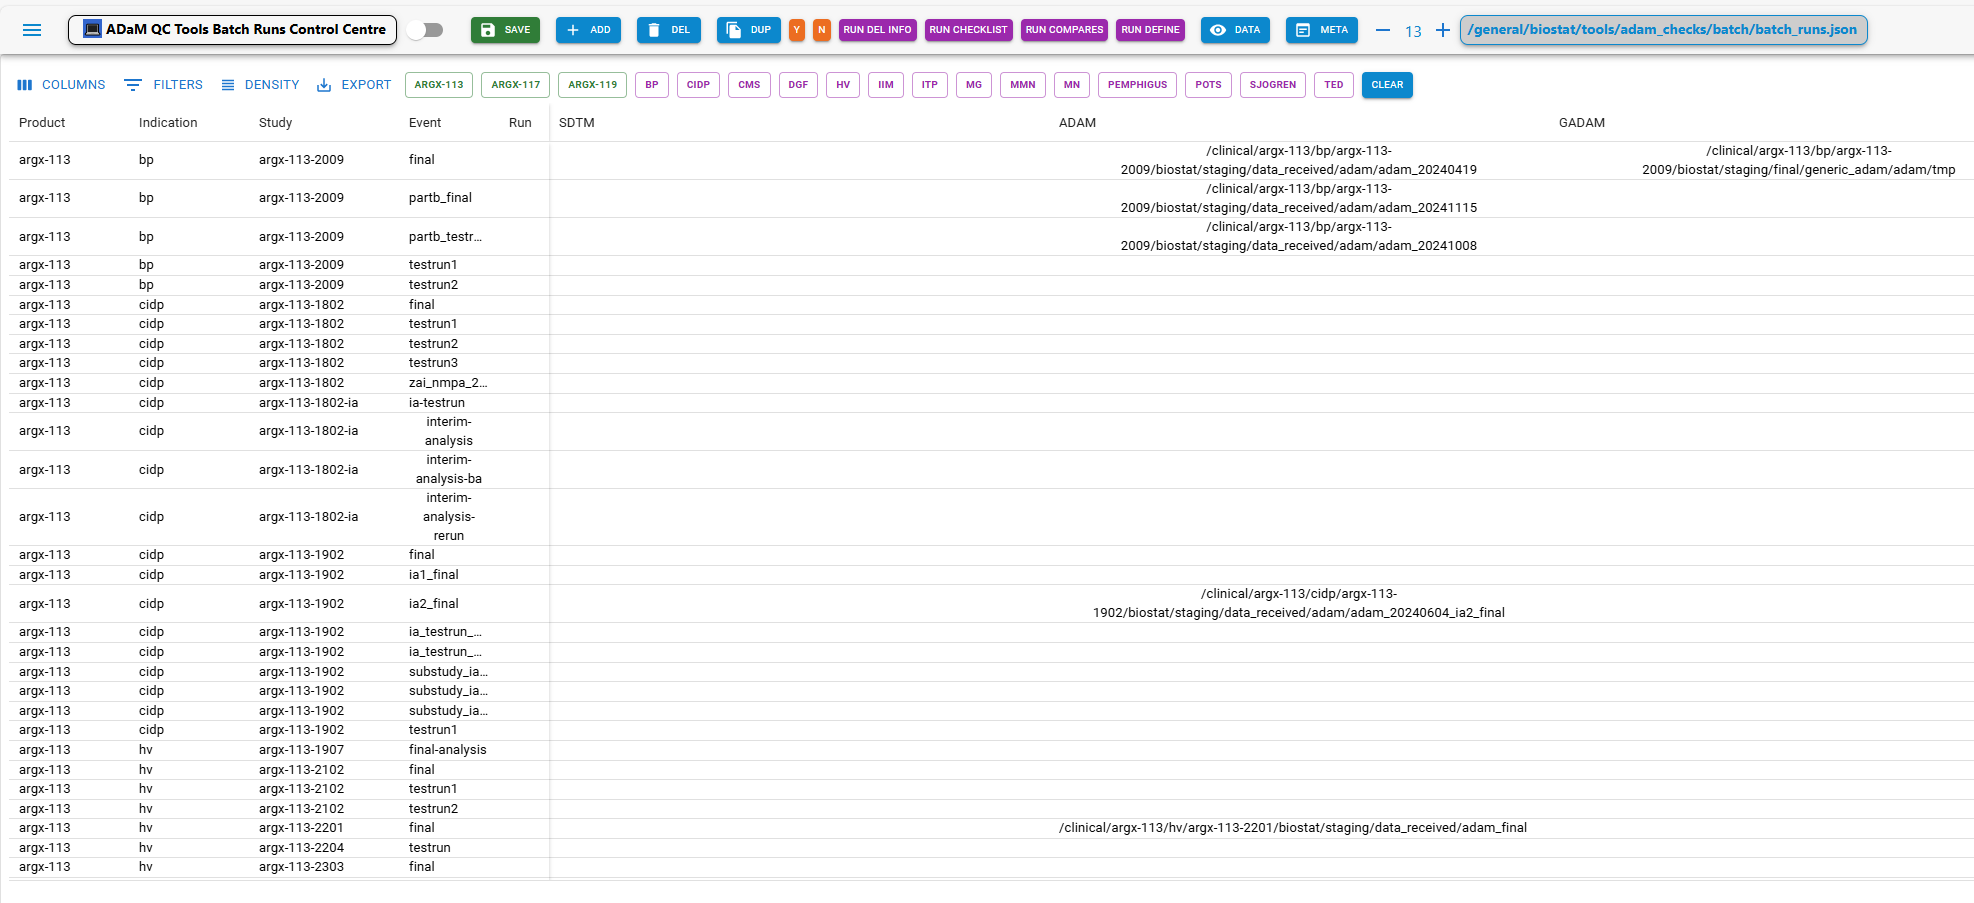 ADaM QC Tools Batch Runs Control Centre SAVE ADD DEL DUP Y N RUN DEL INFO RUN CHECKLIST RUN COMPARES RUN DEFINE DATA META 13 /general/biostat/tools/adam_checks/batch/batch_runs.json
COLUMNS FILTERS DENSITY EXPORT ARGX-113 ARGX-117 ARGX-119 BP CIDP CMS DGF HV IIM ITP MG MMN MN PEMPHIGUS POTS SJOGREN TED CLEAR
Product Indication Study Event Run SDTM ADAM GADAM
argx-113 bp argx-113-2009 final /clinical/argx-113/bp/argx-113- /clinical/argx-113/bp/argx-113-
2009/biostat/staging/data_received/adam/adam_20240419 2009/biostat/staging/final/generic_adam/adam/tmp
argx-113 bp argx-113-2009 partb_final /clinical/argx-113/bp/argx-113-
2009/biostat/staging/data_received/adam/adam_20241115
argx-113 bp argx-113-2009 partb_testr... /clinical/argx-113/bp/argx-113-
2009/biostat/staging/data_received/adam/adam_20241008
argx-113 bp argx-113-2009 testrun1
argx-113 bp argx-113-2009 testrun2
argx-113 cidp argx-113-1802 final
argx-113 cidp argx-113-1802 testrun1
argx-113 cidp argx-113-1802 testrun2
argx-113 cidp argx-113-1802 testrun3
argx-113 cidp argx-113-1802 zai_nmpa_2...
argx-113 cidp argx-113-1802-ia ia-testrun
argx-113 cidp argx-113-1802-ia interim-
analysis
argx-113 cidp argx-113-1802-ia interim-
analysis-ba
argx-113 cidp argx-113-1802-ia interim-
analysis-
rerun
argx-113 cidp argx-113-1902 final
argx-113 cidp argx-113-1902 ia1_final
argx-113 cidp argx-113-1902 ia2_final /clinical/argx-113/cidp/argx-113-
1902/biostat/staging/data_received/adam/adam_20240604_ia2_final
argx-113 cidp argx-113-1902 ia_testrun_...
argx-113 cidp argx-113-1902 ia_testrun_...
argx-113 cidp argx-113-1902 substudy_ia...
argx-113 cidp argx-113-1902 substudy_ia...
argx-113 cidp argx-113-1902 substudy_ia...
argx-113 cidp argx-113-1902 testrun1
argx-113 hv argx-113-1907 final-analysis
argx-113 hv argx-113-2102 final
argx-113 hv argx-113-2102 testrun1
argx-113 hv argx-113-2102 testrun2
argx-113 hv argx-113-2201 final /clinical/argx-113/hv/argx-113-2201/biostat/staging/data_received/adam_final
argx-113 hv argx-113-2204 testrun
argx-113 hv argx-113-2303 final